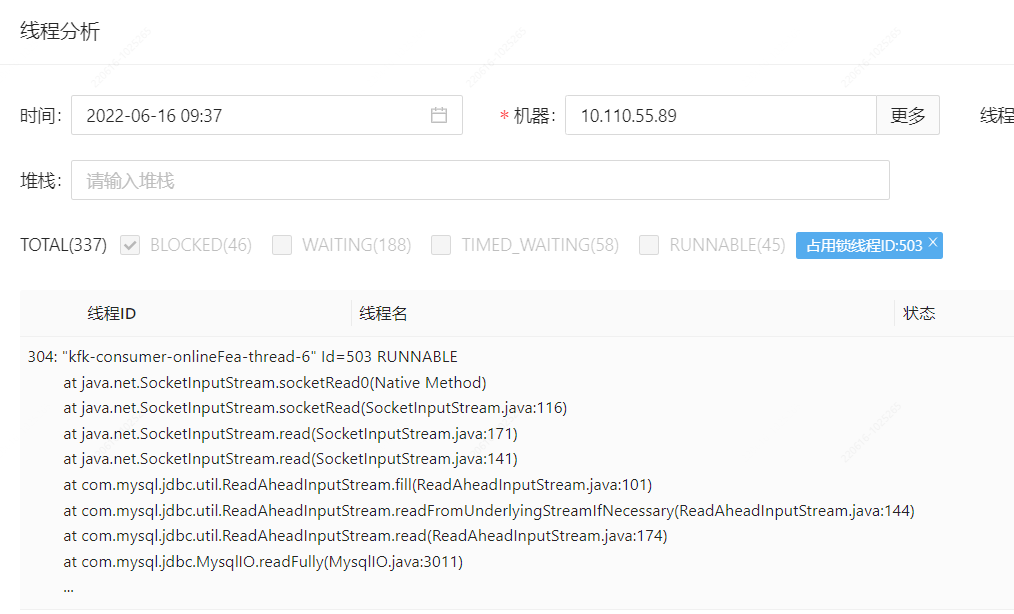 线程分析
时间: 2022-06-16 09:37 * 机器: 10.110.55.89 更多 线程
堆栈: 请输入堆栈
TOTAL(337) BLOCKED(46) WAITING(188) TIMED_WAITING(58) RUNNABLE(45) 占用锁线程ID:503 ×
线程ID 线程名 状态
304: "kfk-consumer-onlineFea-thread-6" Id=503 RUNNABLE
at java.net.SocketInputStream.socketRead0(Native Method)
at java.net.SocketInputStream.socketRead(SocketInputStream.java:116)
at java.net.SocketInputStream.read(SocketInputStream.java:171)
at java.net.SocketInputStream.read(SocketInputStream.java:141)
at com.mysql.jdbc.util.ReadAheadInputStream.fill(ReadAheadInputStream.java:101)
at com.mysql.jdbc.util.ReadAheadInputStream.readFromUnderlyingStreamIfNecessary(ReadAheadInputStream.java:144)
at com.mysql.jdbc.util.ReadAheadInputStream.read(ReadAheadInputStream.java:174)
at com.mysql.jdbc.MysqlIO.readFully(MysqlIO.java:3011)
...